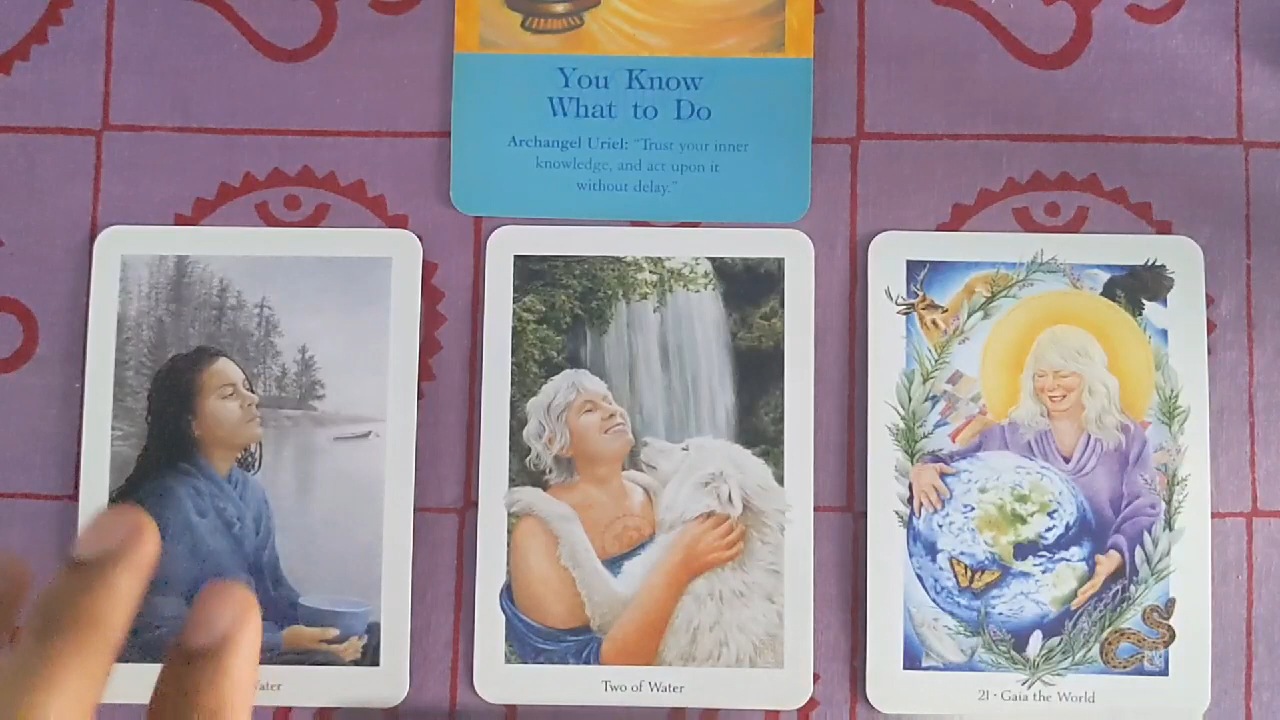 You Know
What to Do
Archangel Uriel: "Trust your inner
knowledge, and act upon it
without delay."
Water
Two of Water
21 · Gaia the World